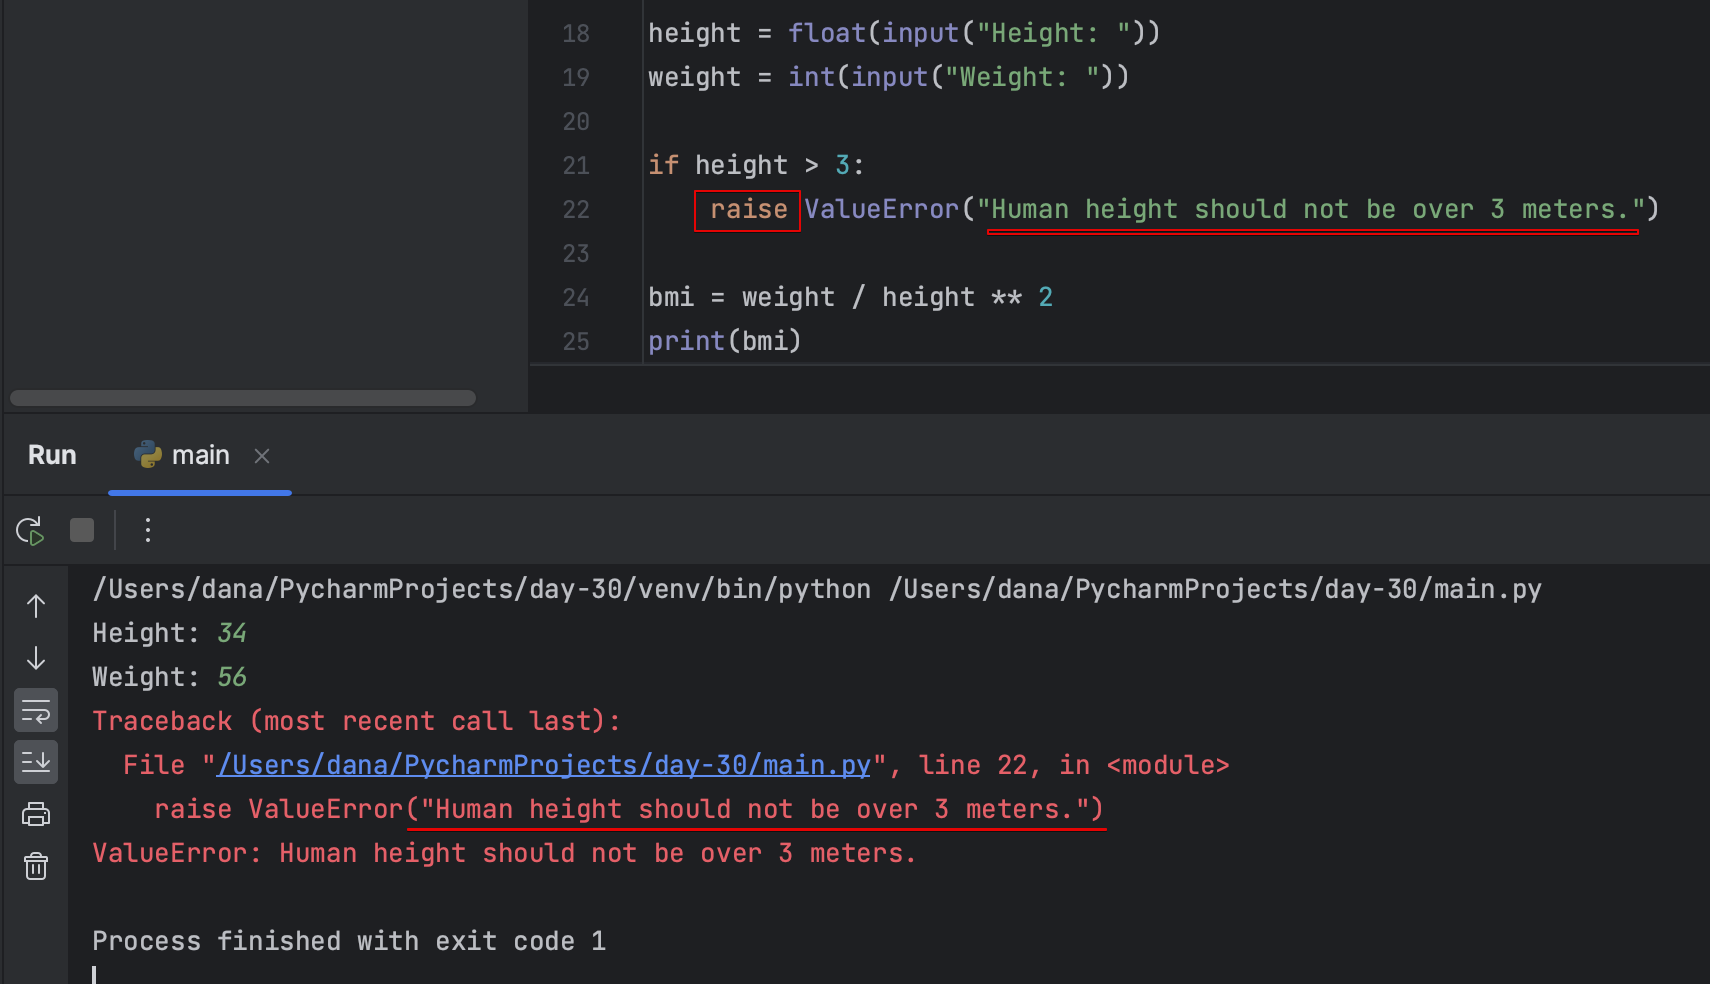 18 height = float(input("Height: "))
19 weight = int(input("Weight: "))
20
21 if height > 3:
22     raise ValueError("Human height should not be over 3 meters.")
23
24 bmi = weight / height ** 2
25 print(bmi)
Run main
/Users/dana/PycharmProjects/day-30/venv/bin/python /Users/dana/PycharmProjects/day-30/main.py
Height: 34
Weight: 56
Traceback (most recent call last):
  File "/Users/dana/PycharmProjects/day-30/main.py", line 22, in <module>
    raise ValueError("Human height should not be over 3 meters.")
ValueError: Human height should not be over 3 meters.
Process finished with exit code 1